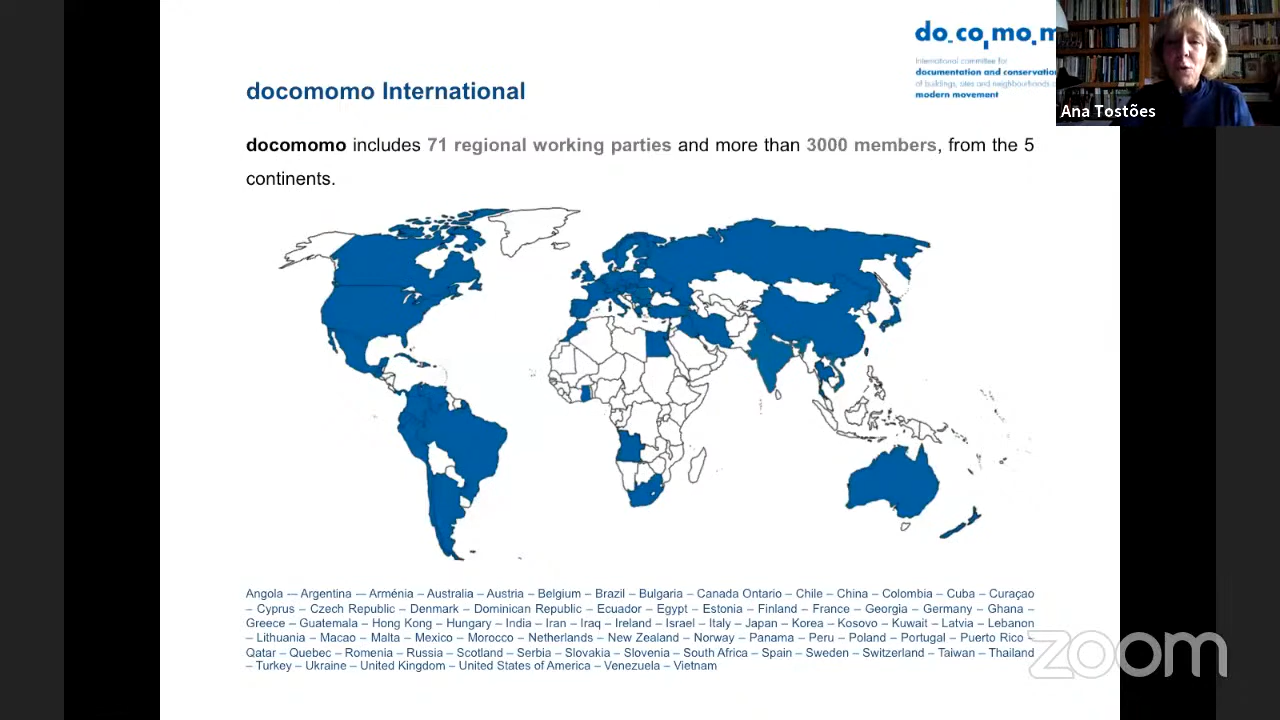 do_co,mo.m
International committee for
documentation and conservation
of buildings, sites and neighbourhoods
modern movement
Ana Tostões
docomomo International
docomomo includes 71 regional working parties and more than 3000 members, from the 5
continents.
Angola –– Argentina –– Arménia – Australia – Austria – Belgium – Brazil – Bulgaria – Canada Ontario – Chile – China – Colombia – Cuba – Curaçao
– Cyprus – Czech Republic – Denmark – Dominican Republic – Ecuador – Egypt – Estonia – Finland – France – Georgia – Germany – Ghana –
Greece – Guatemala – Hong Kong – Hungary – India – Iran – Iraq – Ireland – Israel – Italy – Japan – Korea – Kosovo – Kuwait – Latvia – Lebanon
– Lithuania – Macao – Malta – Mexico – Morocco – Netherlands – New Zealand – Norway – Panama – Peru – Poland – Portugal – Puerto Rico –
Qatar – Quebec – Romenia – Russia – Scotland – Serbia – Slovakia – Slovenia – South Africa – Spain – Sweden – Switzerland – Taiwan – Thailand
– Turkey – Ukraine – United Kingdom – United States of America – Venezuela – Vietnam
zoom